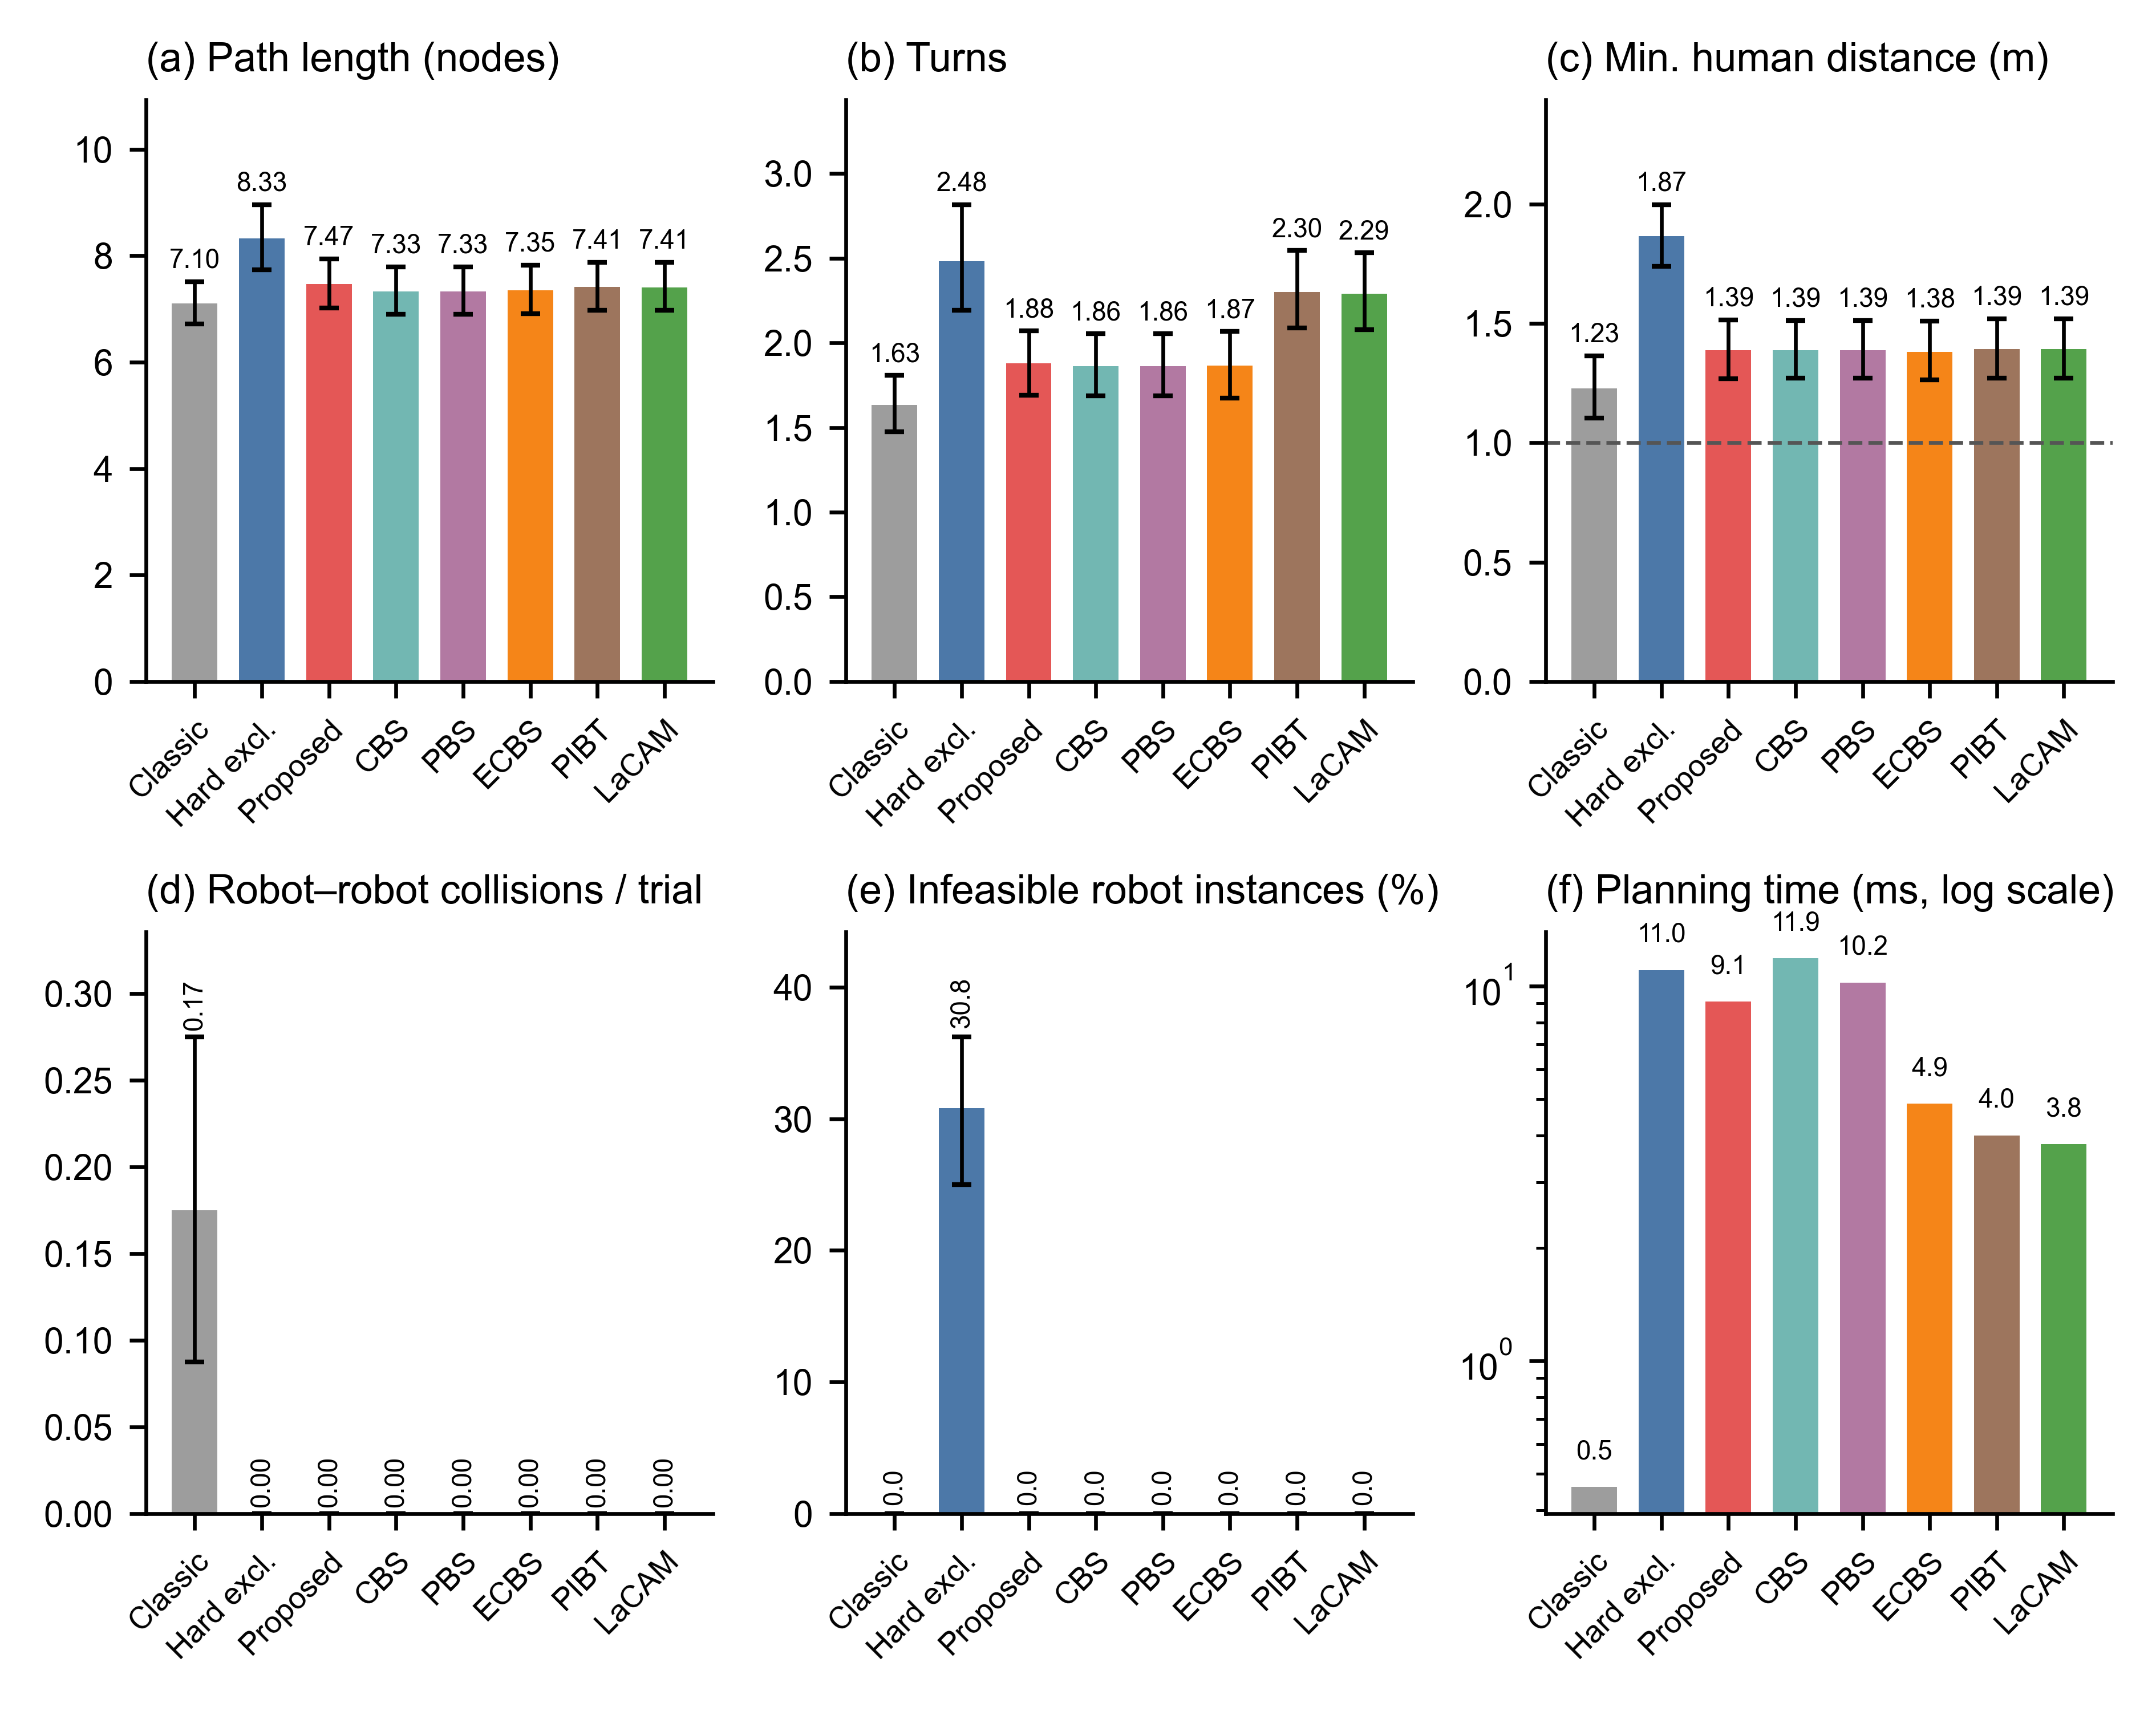 (a) Path length (nodes)
10
8
6
4
2
0
7.10
8.33
7.47
7.33
7.33
7.35
7.41
7.41
Classic
Hard excl.
Proposed
CBS
PBS
ECBS
PIBT
LaCAM
(b) Turns
3.0
2.5
2.0
1.5
1.0
0.5
0.0
1.63
2.48
1.88
1.86
1.86
1.87
2.30
2.29
Classic
Hard excl.
Proposed
CBS
PBS
ECBS
PIBT
LaCAM
(c) Min. human distance (m)
2.0
1.5
1.0
0.5
0.0
1.23
1.87
1.39
1.39
1.39
1.38
1.39
1.39
Classic
Hard excl.
Proposed
CBS
PBS
ECBS
PIBT
LaCAM
(d) Robot–robot collisions / trial
0.30
0.25
0.20
0.15
0.10
0.05
0.00
0.17
0.00
0.00
0.00
0.00
0.00
0.00
0.00
Classic
Hard excl.
Proposed
CBS
PBS
ECBS
PIBT
LaCAM
(e) Infeasible robot instances (%)
40
30
20
10
0
0.0
30.8
0.0
0.0
0.0
0.0
0.0
0.0
Classic
Hard excl.
Proposed
CBS
PBS
ECBS
PIBT
LaCAM
(f) Planning time (ms, log scale)
10¹
10⁰
0.5
11.0
9.1
11.9
10.2
4.9
4.0
3.8
Classic
Hard excl.
Proposed
CBS
PBS
ECBS
PIBT
LaCAM